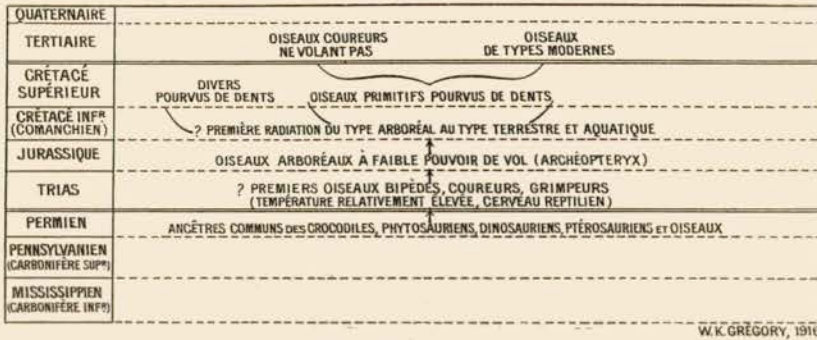 QUATERNAIRE
TERTIAIRE
OISEAUX COUREURS
NE VOLANT PAS
OISEAUX
DE TYPES MODERNES
CRÉTACÉ
SUPÉRIEUR
DIVERS
POURVUS DE DENTS
OISEAUX PRIMITIFS POURVUS DE DENTS
CRÉTACÉ INFR
(COMANCHIEN)
? PREMIÈRE RADIATION DU TYPE ARBORÉAL AU TYPE TERRESTRE ET AQUATIQUE
JURASSIQUE
OISEAUX ARBORÉAUX À FAIBLE POUVOIR DE VOL (ARCHÉOPTERYX)
TRIAS
? PREMIERS OISEAUX BIPÈDES, COUREURS, GRIMPEURS
(TEMPÉRATURE RELATIVEMENT ÉLEVÉE, CERVEAU REPTILIEN)
PERMIEN
ANCÊTRES COMMUNS DES CROCODILES, PHYTOSAURIENS, DINOSAURIENS, PTÉROSAURIENS ET OISEAUX
PENNSYLVANIEN
(CARBONIFÈRE SUPR)
MISSISSIPPIEN
(CARBONIFÈRE INFR)
W.K. GREGORY, 1916